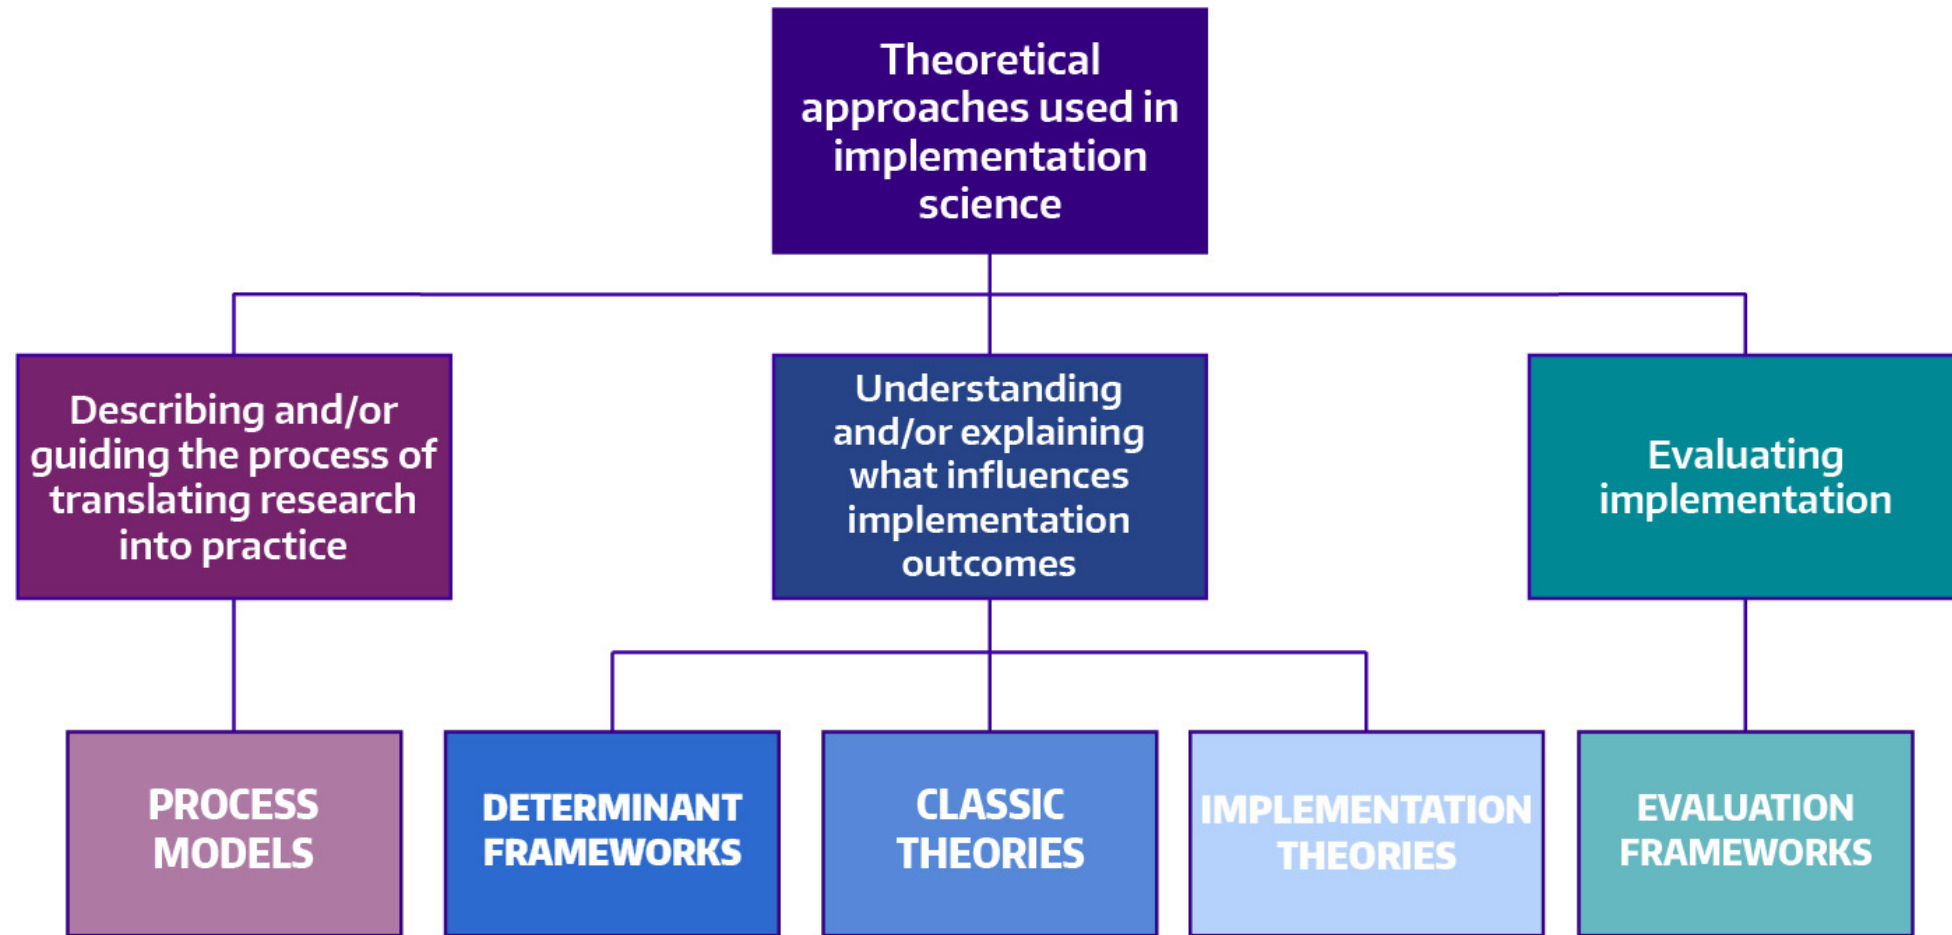 Theoretical
approaches used in
implementation
science
Describing and/or
guiding the process of
translating research
into practice
Understanding
and/or explaining
what influences
implementation
outcomes
Evaluating
implementation
PROCESS
MODELS
DETERMINANT
FRAMEWORKS
CLASSIC
THEORIES
IMPLEMENTATION
THEORIES
EVALUATION
FRAMEWORKS